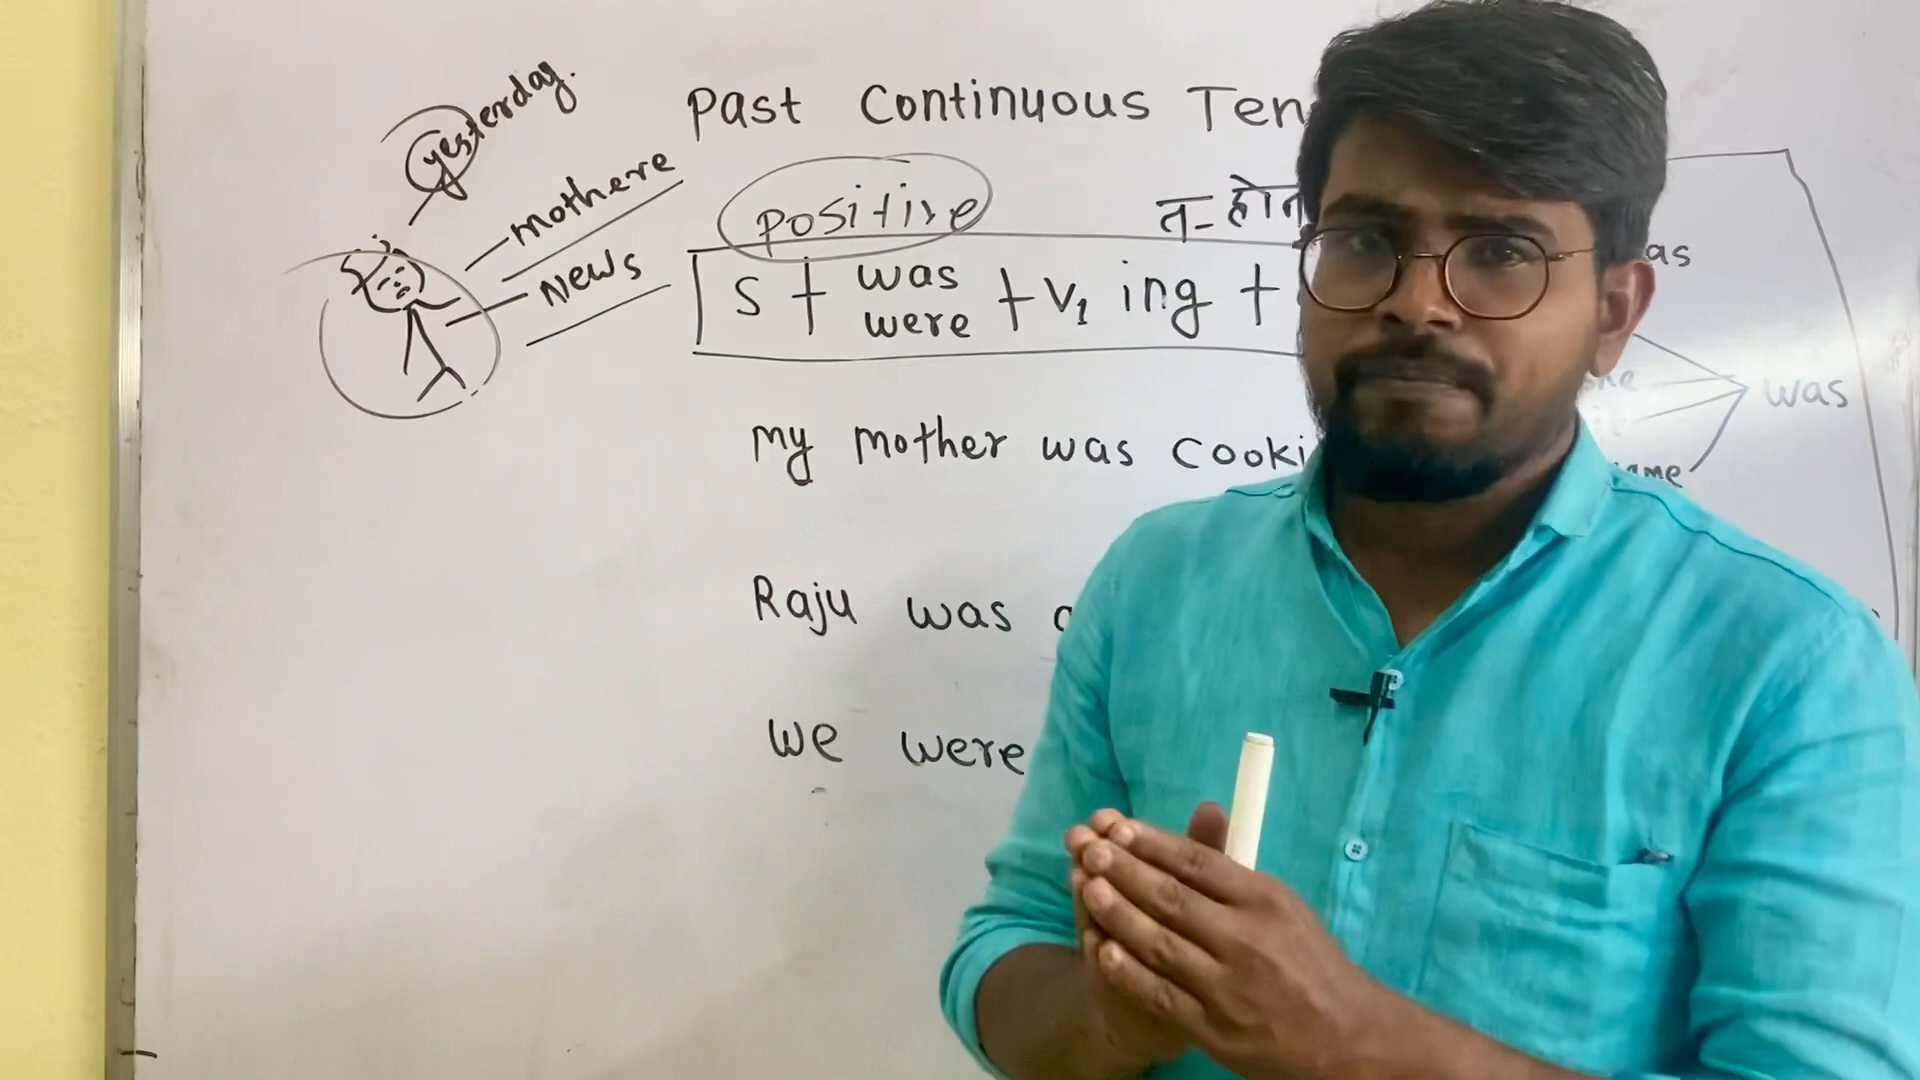 yesterday.
mothere
News
Past Continuous Ten
positive
त - होत
S + was + V1 ing +
were
as
was
me
my mother was cooki
Raju was
we were